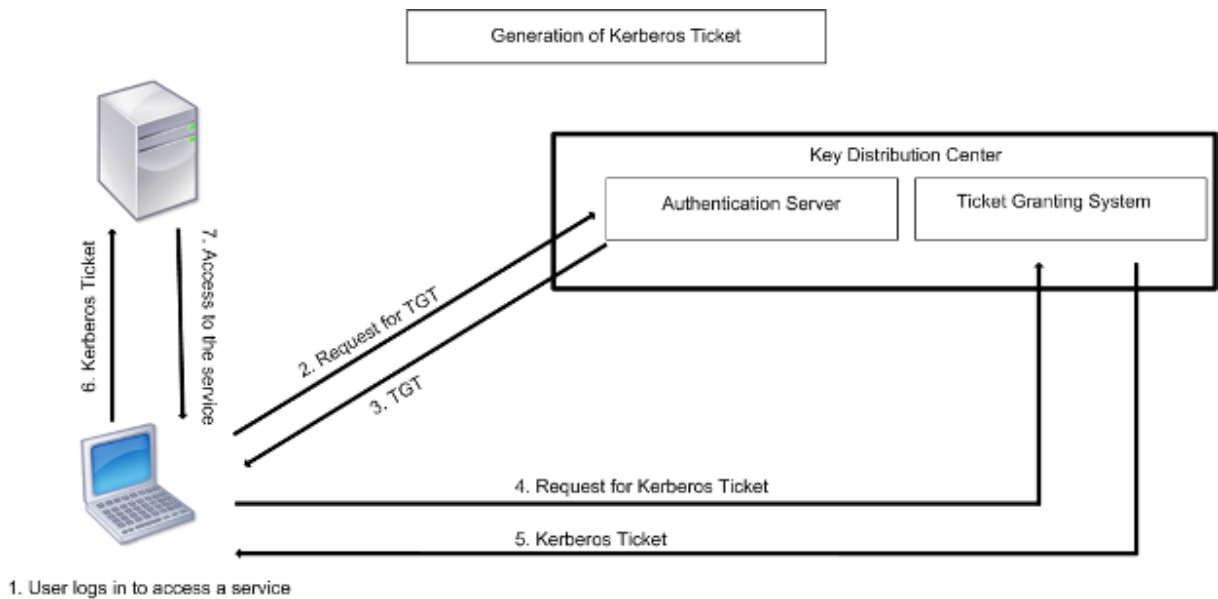 Generation of Kerberos Ticket
Key Distribution Center
Authentication Server
Ticket Granting System
6. Kerberos Ticket
7. Access to the service
2. Request for TGT
3. TGT
4. Request for Kerberos Ticket
5. Kerberos Ticket
1. User logs in to access a service